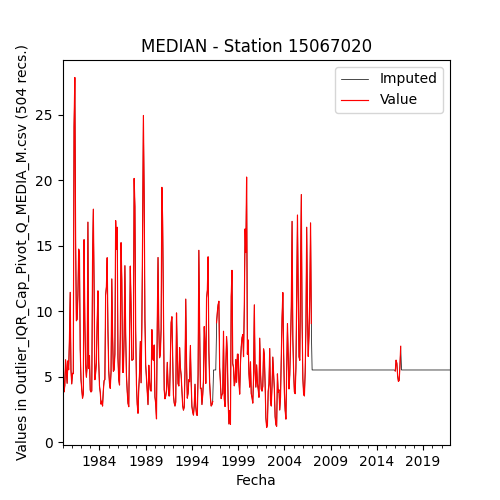 MEDIAN - Station 15067020
Imputed
Value
Values in Outlier_IQR_Cap_Pivot_Q_MEDIA_M.csv (504 recs.)
25
20
15
10
5
0
1984 1989 1994 1999 2004 2009 2014 2019
Fecha